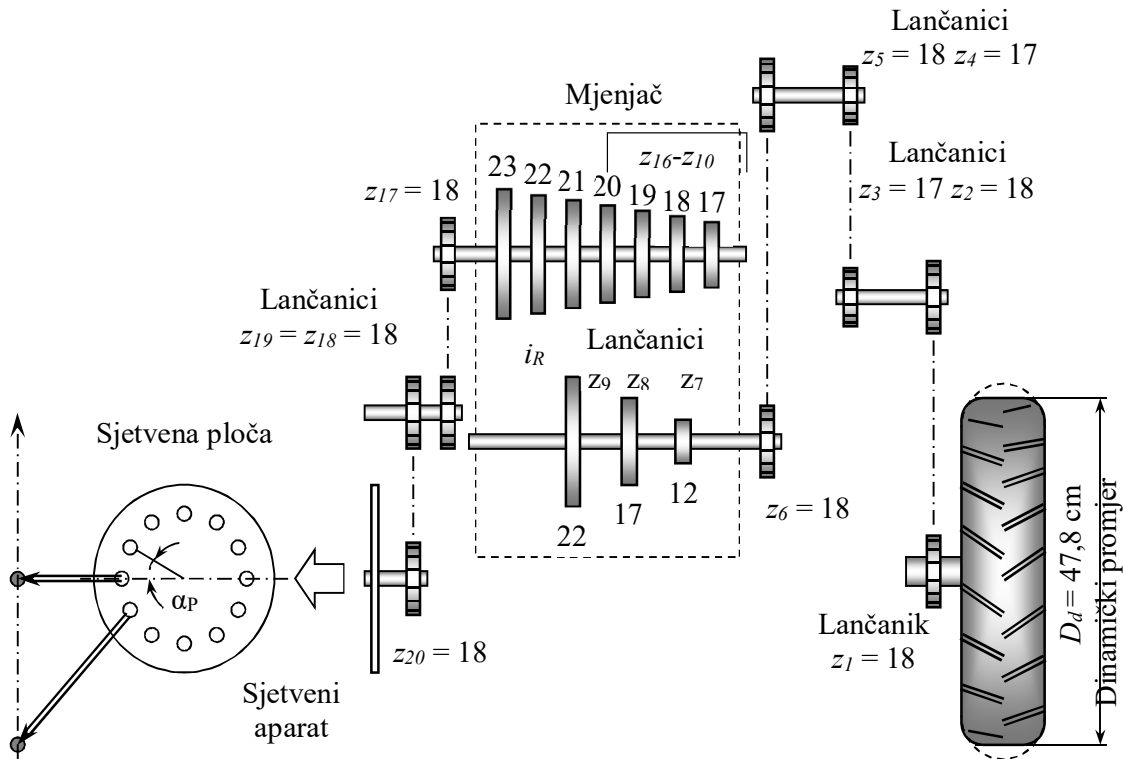 Lančanici
z5 = 18 z4 = 17
Mjenjač
z16-z10
Lančanici
z3 = 17 z2 = 18
23
22
21
20
19
18
17
z17 = 18
Lančanici
z19 = z18 = 18
iR
Lančanici
z9
z8
z7
Sjetvena ploča
22
17
12
z6 = 18
αP
z20 = 18
Sjetveni
aparat
Lančanik
z1 = 18
Dd = 47,8 cm
Dinamički promjer